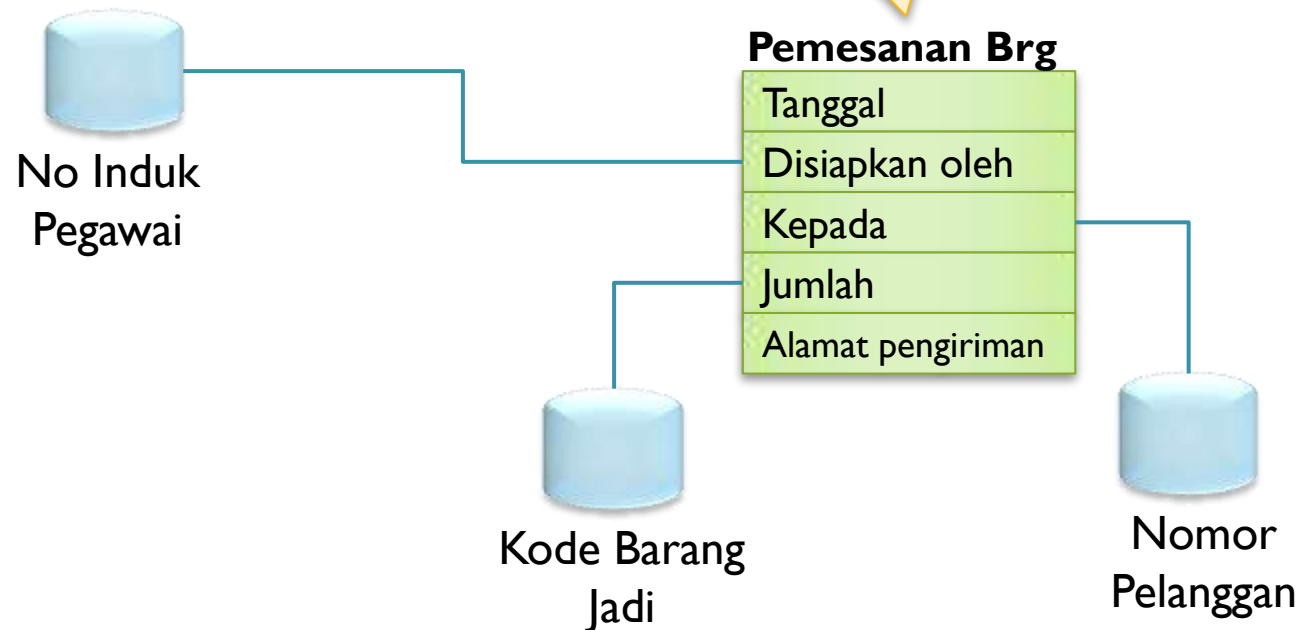 Pemesanan Brg
Tanggal
Disiapkan oleh
Kepada
Jumlah
Alamat pengiriman
No Induk
Pegawai
Kode Barang
Jadi
Nomor
Pelanggan